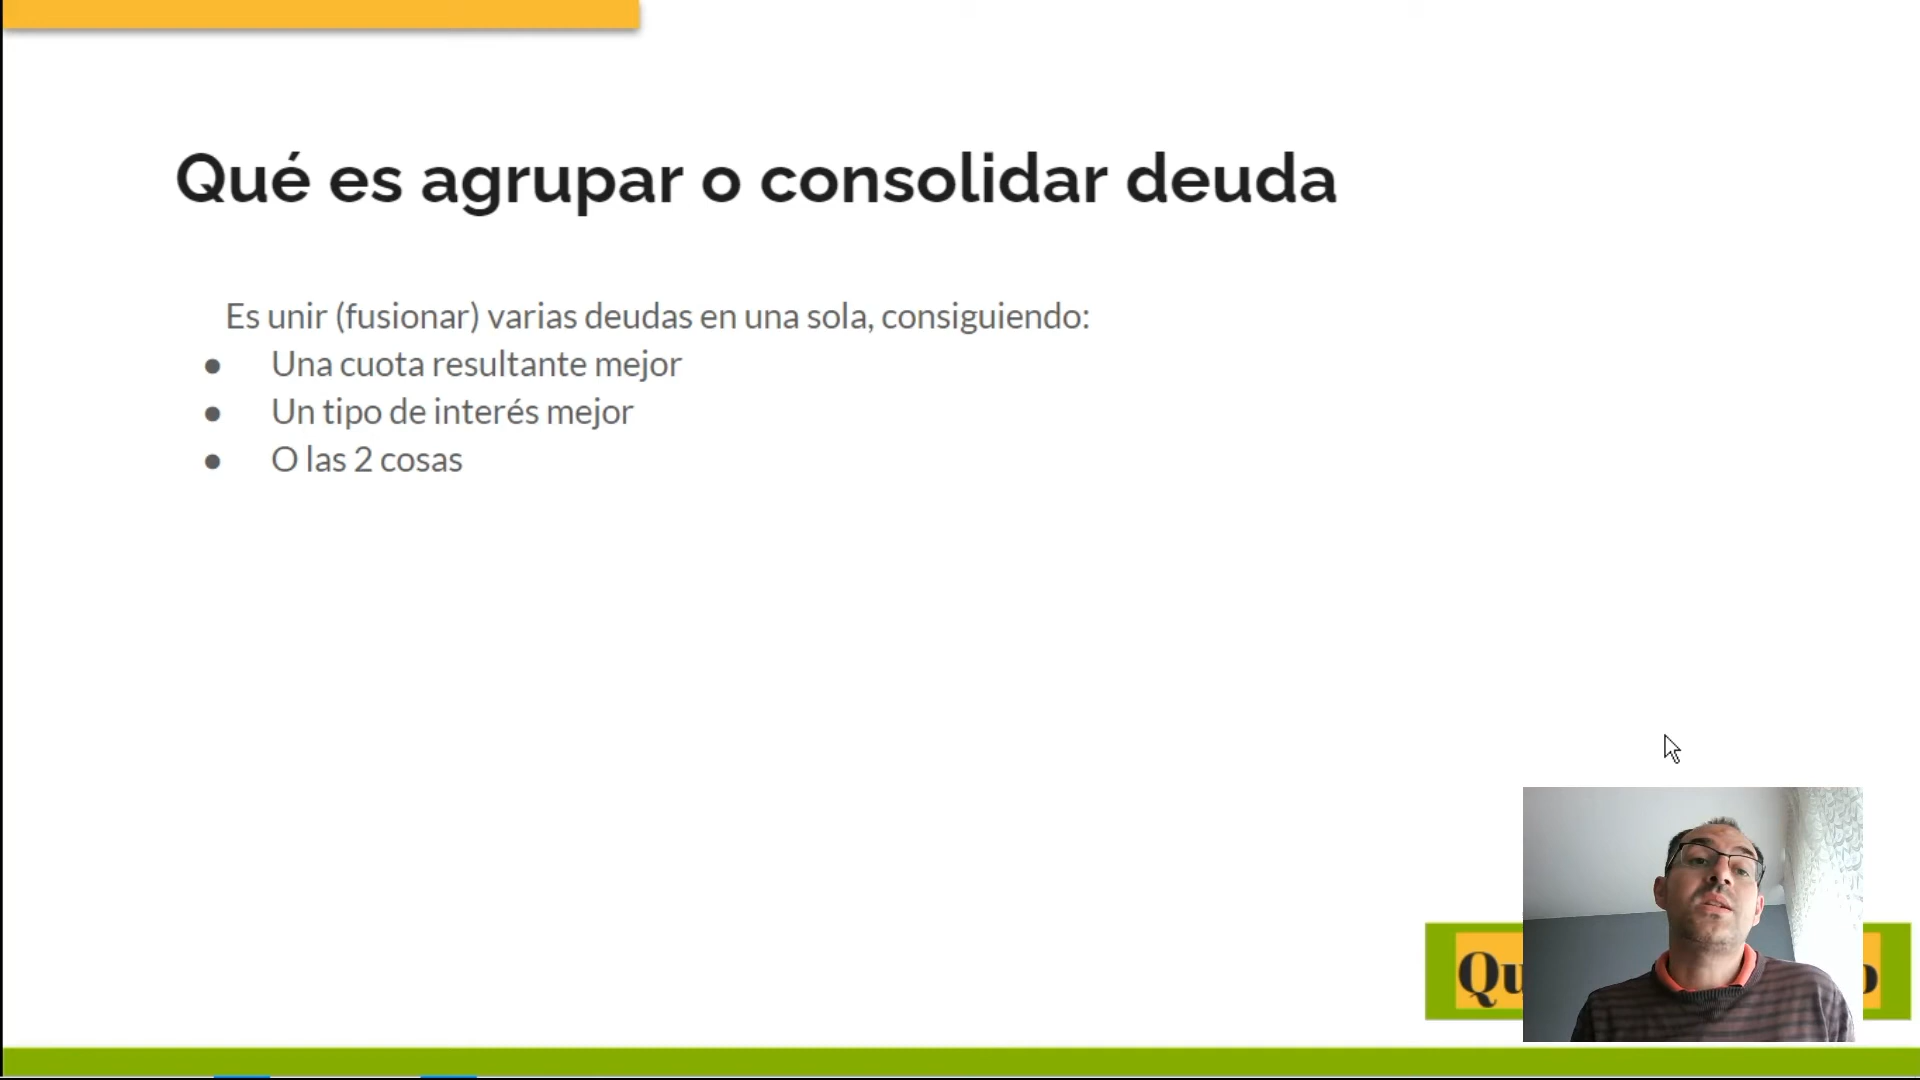 Qué es agrupar o consolidar deuda
Es unir (fusionar) varias deudas en una sola, consiguiendo:
● Una cuota resultante mejor
● Un tipo de interés mejor
● O las 2 cosas